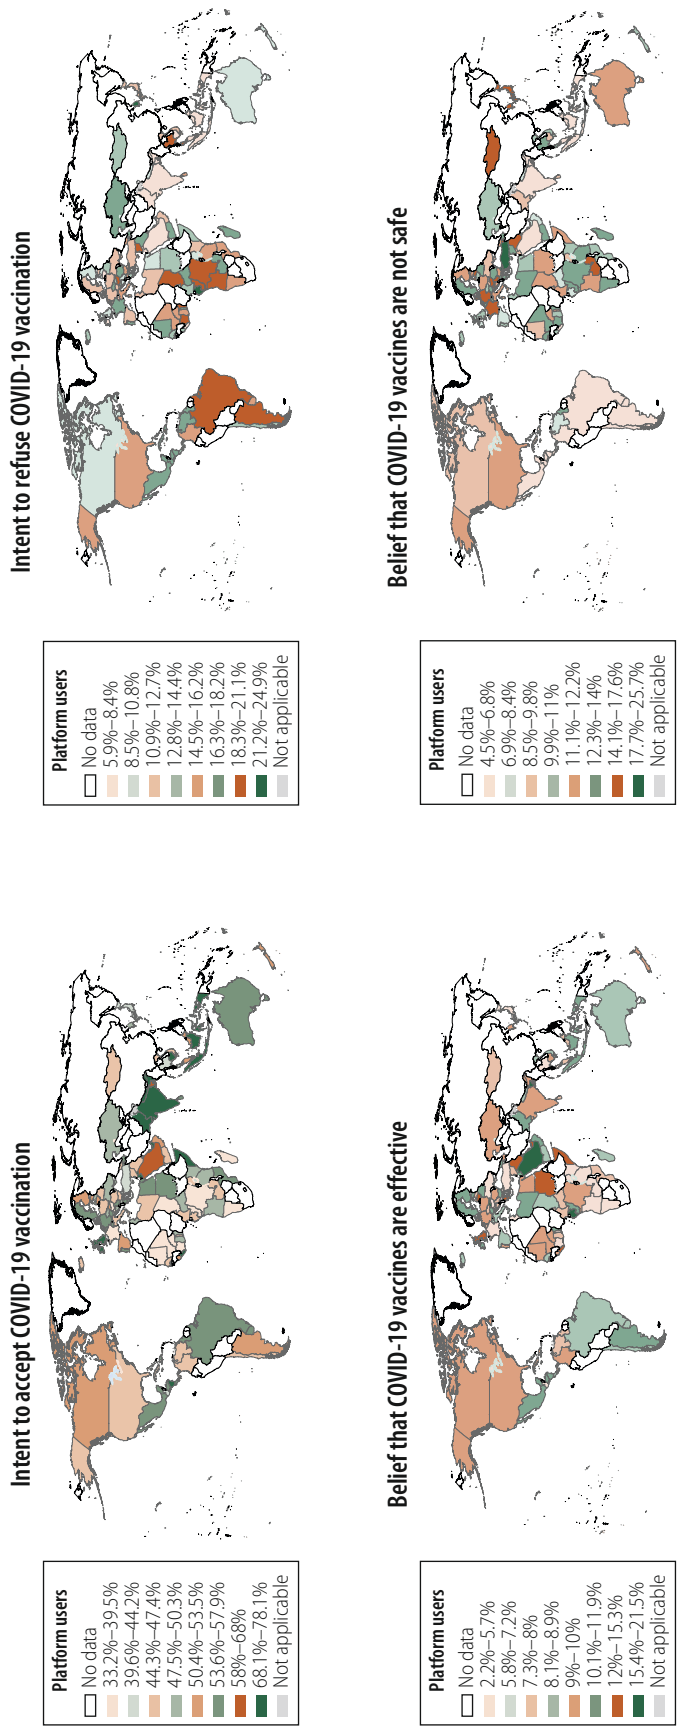 Intent to accept COVID-19 vaccination
Platform users
No data
33.2%–39.5%
39.6%–44.2%
44.3%–47.4%
47.5%–50.3%
50.4%–53.5%
53.6%–57.9%
58%–68%
68.1%–78.1%
Not applicable
Intent to refuse COVID-19 vaccination
Platform users
No data
5.9%–8.4%
8.5%–10.8%
10.9%–12.7%
12.8%–14.4%
14.5%–16.2%
16.3%–18.2%
18.3%–21.1%
21.2%–24.9%
Not applicable
Belief that COVID-19 vaccines are effective
Platform users
No data
2.2%–5.7%
5.8%–7.2%
7.3%–8%
8.1%–8.9%
9%–10%
10.1%–11.9%
12%–15.3%
15.4%–21.5%
Not applicable
Belief that COVID-19 vaccines are not safe
Platform users
No data
4.5%–6.8%
6.9%–8.4%
8.5%–9.8%
9.9%–11%
11.1%–12.2%
12.3%–14%
14.1%–17.6%
17.7%–25.7%
Not applicable